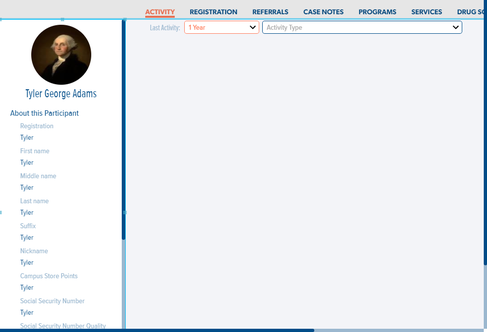 ACTIVITY REGISTRATION REFERRALS CASE NOTES PROGRAMS SERVICES DRUG
Last Activity: 1 Year Activity Type
Tyler George Adams
About this Participant
Registration
Tyler
First name
Tyler
Middle name
Tyler
Last name
Tyler
Suffix
Tyler
Nickname
Tyler
Campus Store Points
Tyler
Social Security Number
Tyler
Social Security Number Quality